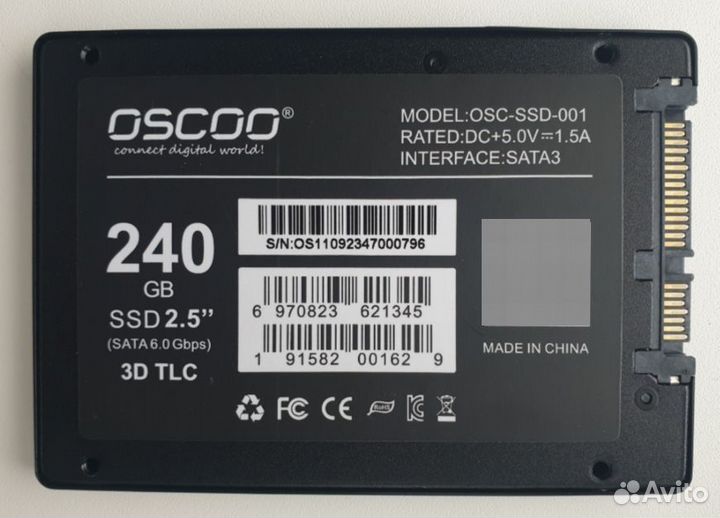 OSCOO®
connect digital world!
MODEL:OSC-SSD-001
RATED:DC+5.0V⎓1.5A
INTERFACE:SATA3
240
GB
SSD 2.5”
(SATA 6.0 Gbps)
3D TLC
S/N:OS11092347000796
6 970823 621345
1 91582 00162 9
MADE IN CHINA
FC CE RoHS
Avito